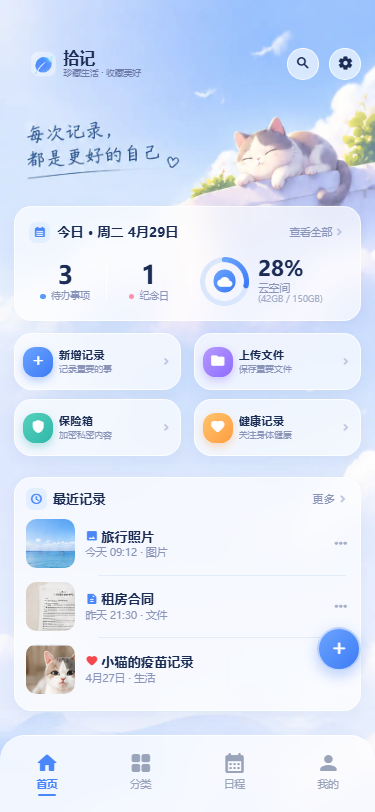 拾记
珍藏生活 · 收藏美好
每次记录，
都是更好的自己
今日 • 周二 4月29日
查看全部
3
待办事项
1
纪念日
28%
云空间
(42GB / 150GB)
新增记录
记录重要的事
上传文件
保存重要文件
保险箱
加密私密内容
健康记录
关注身体健康
最近记录
更多
旅行照片
今天 09:12 · 图片
租房合同
昨天 21:30 · 文件
小猫的疫苗记录
4月27日 · 生活
首页
分类
日程
我的